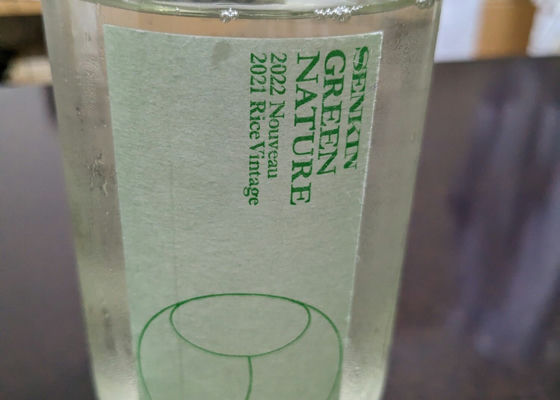 SENKIN
GREEN
NATURE
2022 Nouveau
2021 Rice Vintage